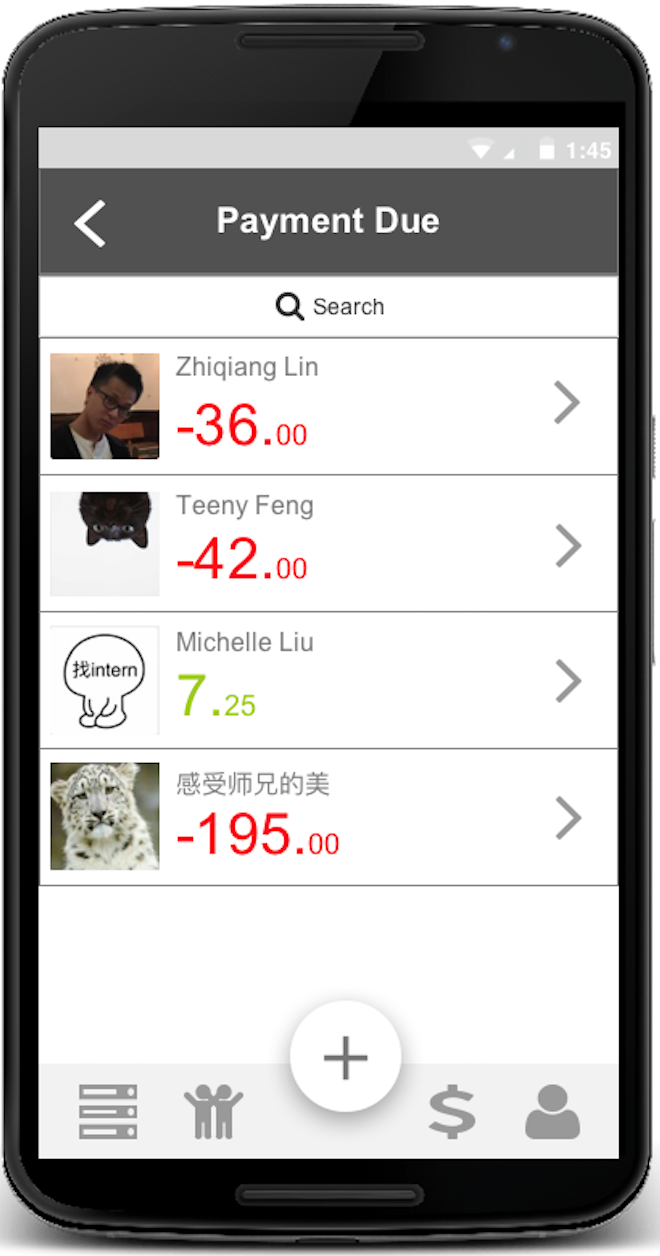 1:45
Payment Due
Search
Zhiqiang Lin
-36.00
Teeny Feng
-42.00
找intern
Michelle Liu
7.25
感受师兄的美
-195.00